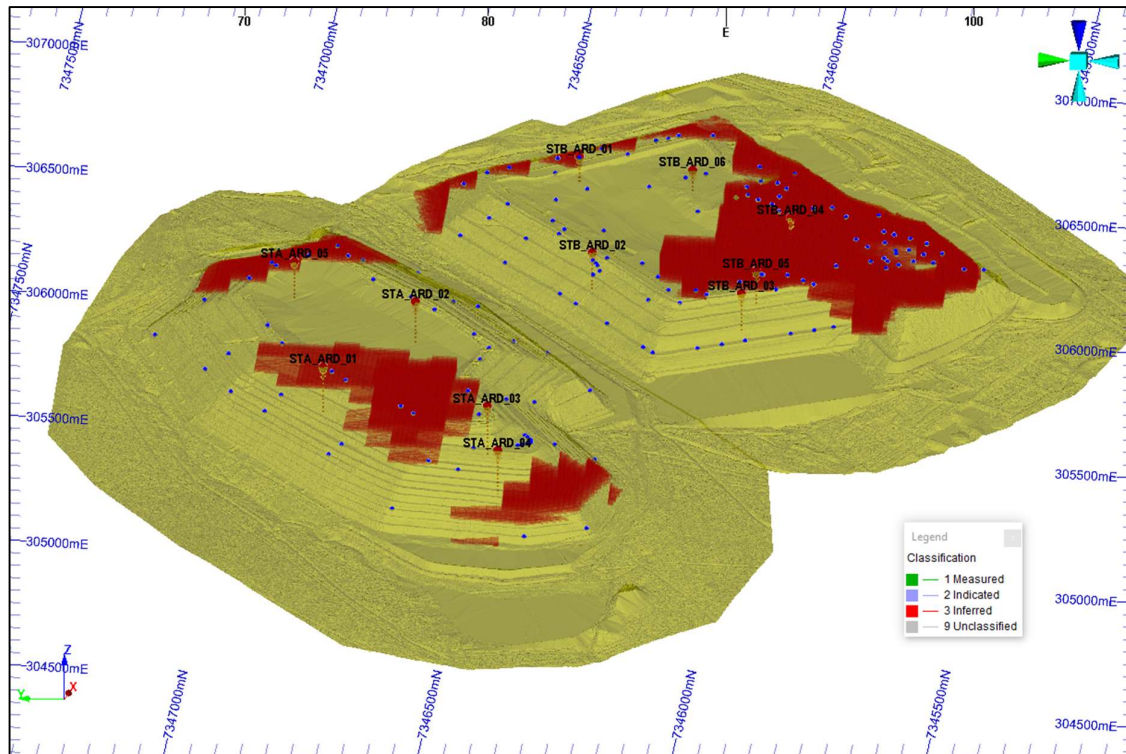 70
80
E
100
7347500mN
7347000mN
7346500mN
7346000mN
307000mE
307000mE
306500mE
306500mE
306000mE
306000mE
305500mE
305500mE
305000mE
305000mE
304500mE
304500mE
7347500mN
STB_ARD_01
STB_ARD_06
STB_ARD_04
STB_ARD_02
STB_ARD_05
STB_ARD_03
STA_ARD_05
STA_ARD_02
STA_ARD_01
STA_ARD_03
STA_ARD_04
Legend
Classification
1 Measured
2 Indicated
3 Inferred
9 Unclassified
Z
Y
X
7347000mN
7346500mN
7346000mN
7345500mN